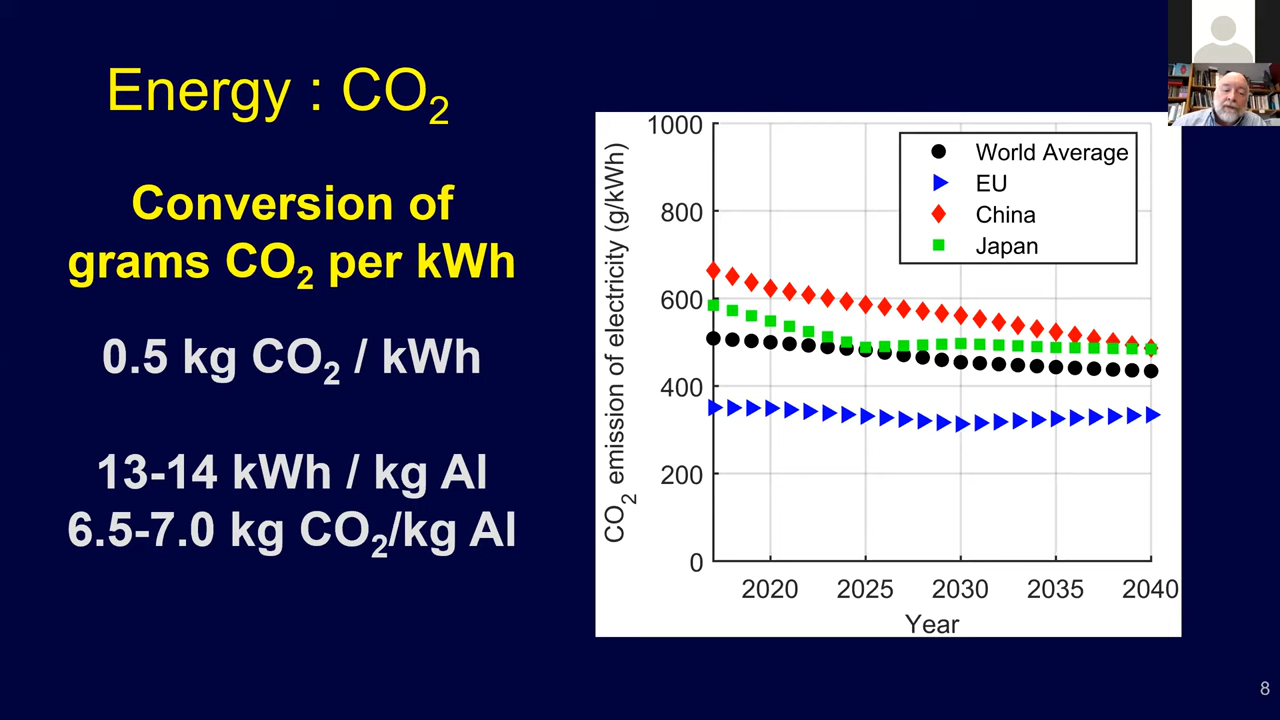 Energy : CO₂
Conversion of
grams CO₂ per kWh
0.5 kg CO₂ / kWh
13-14 kWh / kg Al
6.5-7.0 kg CO₂/kg Al
CO₂ emission of electricity (g/kWh)
1000
800
600
400
200
0
World Average
EU
China
Japan
2020 2025 2030 2035 2040
Year
8